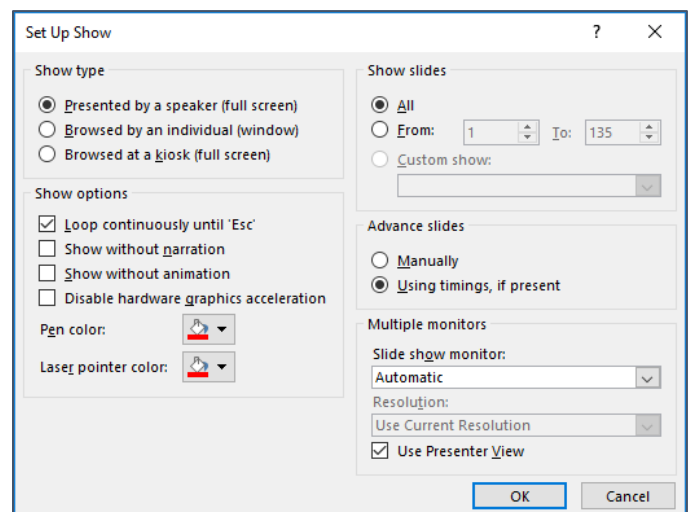 Set Up Show
Show type
Presented by a speaker (full screen)
Browsed by an individual (window)
Browsed at a kiosk (full screen)
Show options
Loop continuously until 'Esc'
Show without narration
Show without animation
Disable hardware graphics acceleration
Pen color:
Laser pointer color:
Show slides
All
From: 1 To: 135
Custom show:
Advance slides
Manually
Using timings, if present
Multiple monitors
Slide show monitor:
Automatic
Resolution:
Use Current Resolution
Use Presenter View
OK Cancel